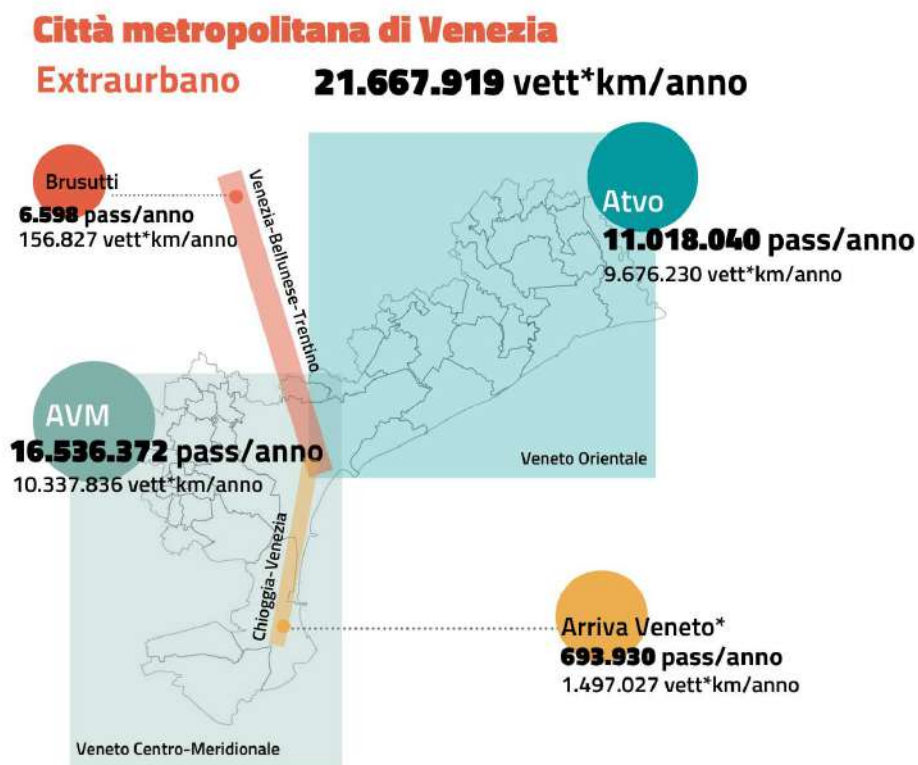 Città metropolitana di Venezia
Extraurbano 21.667.919 vett*km/anno
Brusutti
6.598 pass/anno
156.827 vett*km/anno
Venezia-Bellunese-Trentino
Atvo
11.018.040 pass/anno
9.676.230 vett*km/anno
AVM
16.536.372 pass/anno
10.337.836 vett*km/anno
Veneto Orientale
Chioggia-Venezia
Arriva Veneto*
693.930 pass/anno
1.497.027 vett*km/anno
Veneto Centro-Meridionale